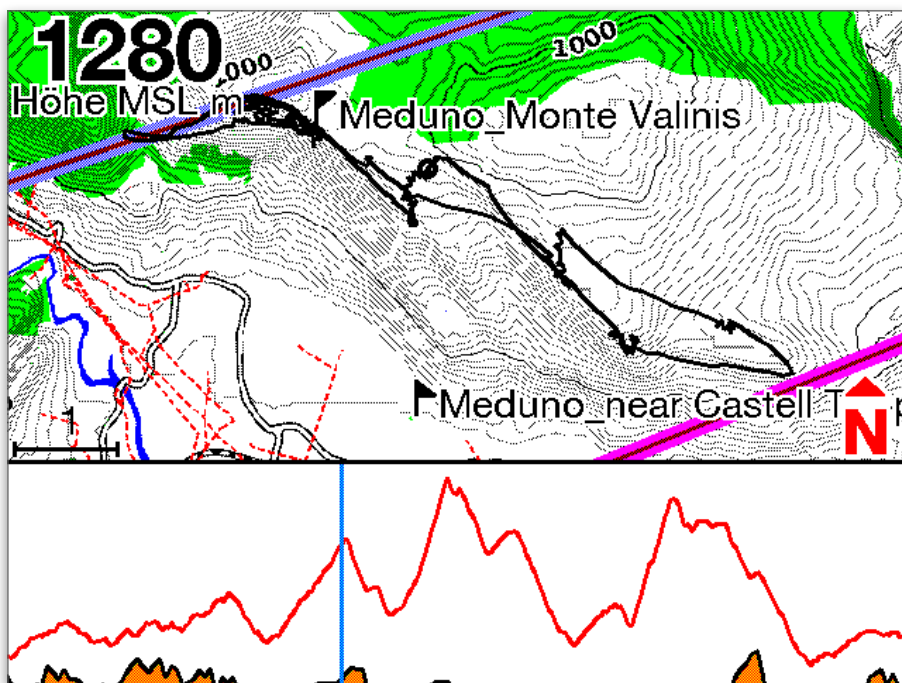 1280
1000
1000
Höhe MSL m
Meduno_Monte Valinis
Meduno_near Castell T
p
1
N